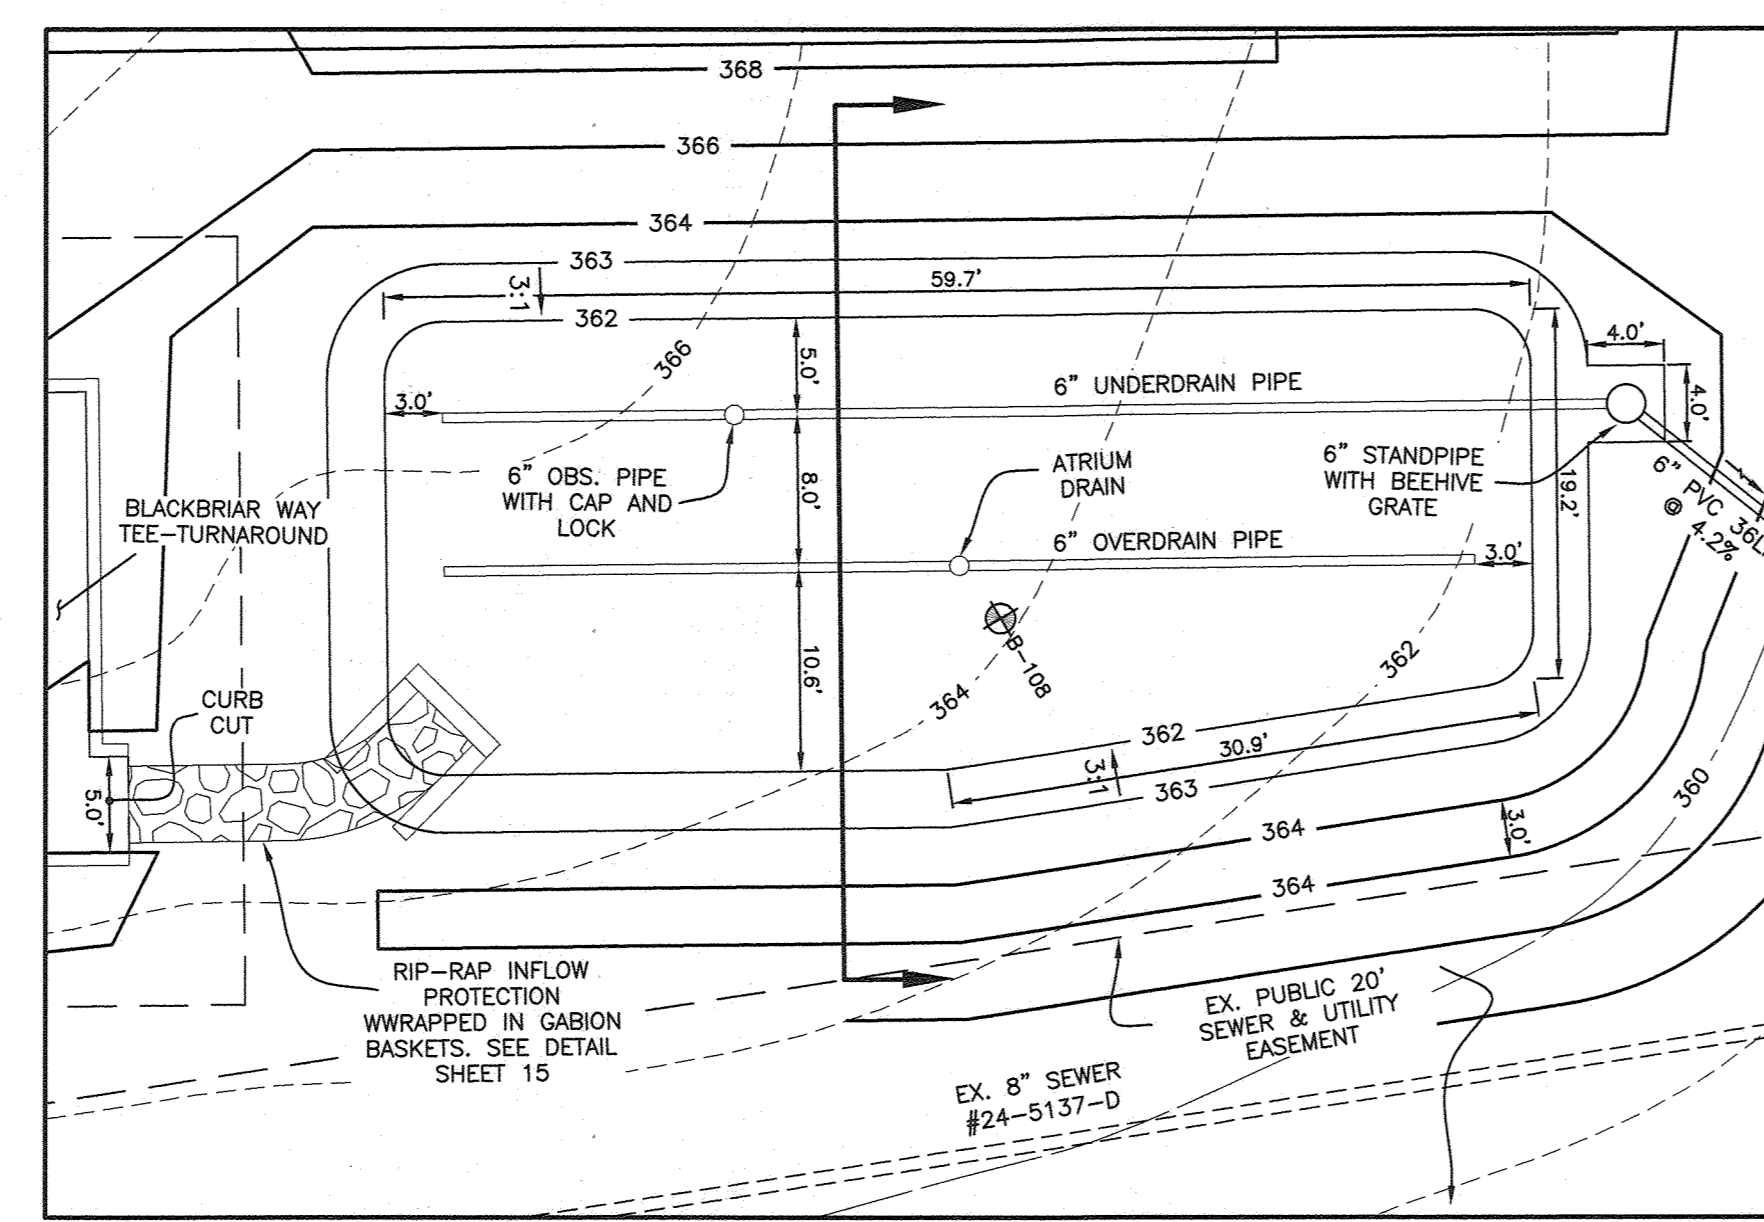 368
366
364
363
59.7'
3:1
362
5.0'
366
4.0'
4.0'
6" UNDERDRAIN PIPE
3.0'
6" OBS. PIPE
WITH CAP AND
LOCK
8.0'
ATRIUM
DRAIN
6" STANDPIPE
WITH BEEHIVE
GRATE
19.2'
6" PVC 36L
@ 4.2%
BLACKBRIAR WAY
TEE-TURNAROUND
6" OVERDRAIN PIPE
3.0'
B-108
10.6'
362
364
CURB
CUT
362
30.9'
3:1
363
5.0'
360
364
3.0'
364
RIP-RAP INFLOW
PROTECTION
WWRAPPED IN GABION
BASKETS. SEE DETAIL
SHEET 15
EX. PUBLIC 20'
SEWER & UTILITY
EASEMENT
EX. 8" SEWER
#24-5137-D